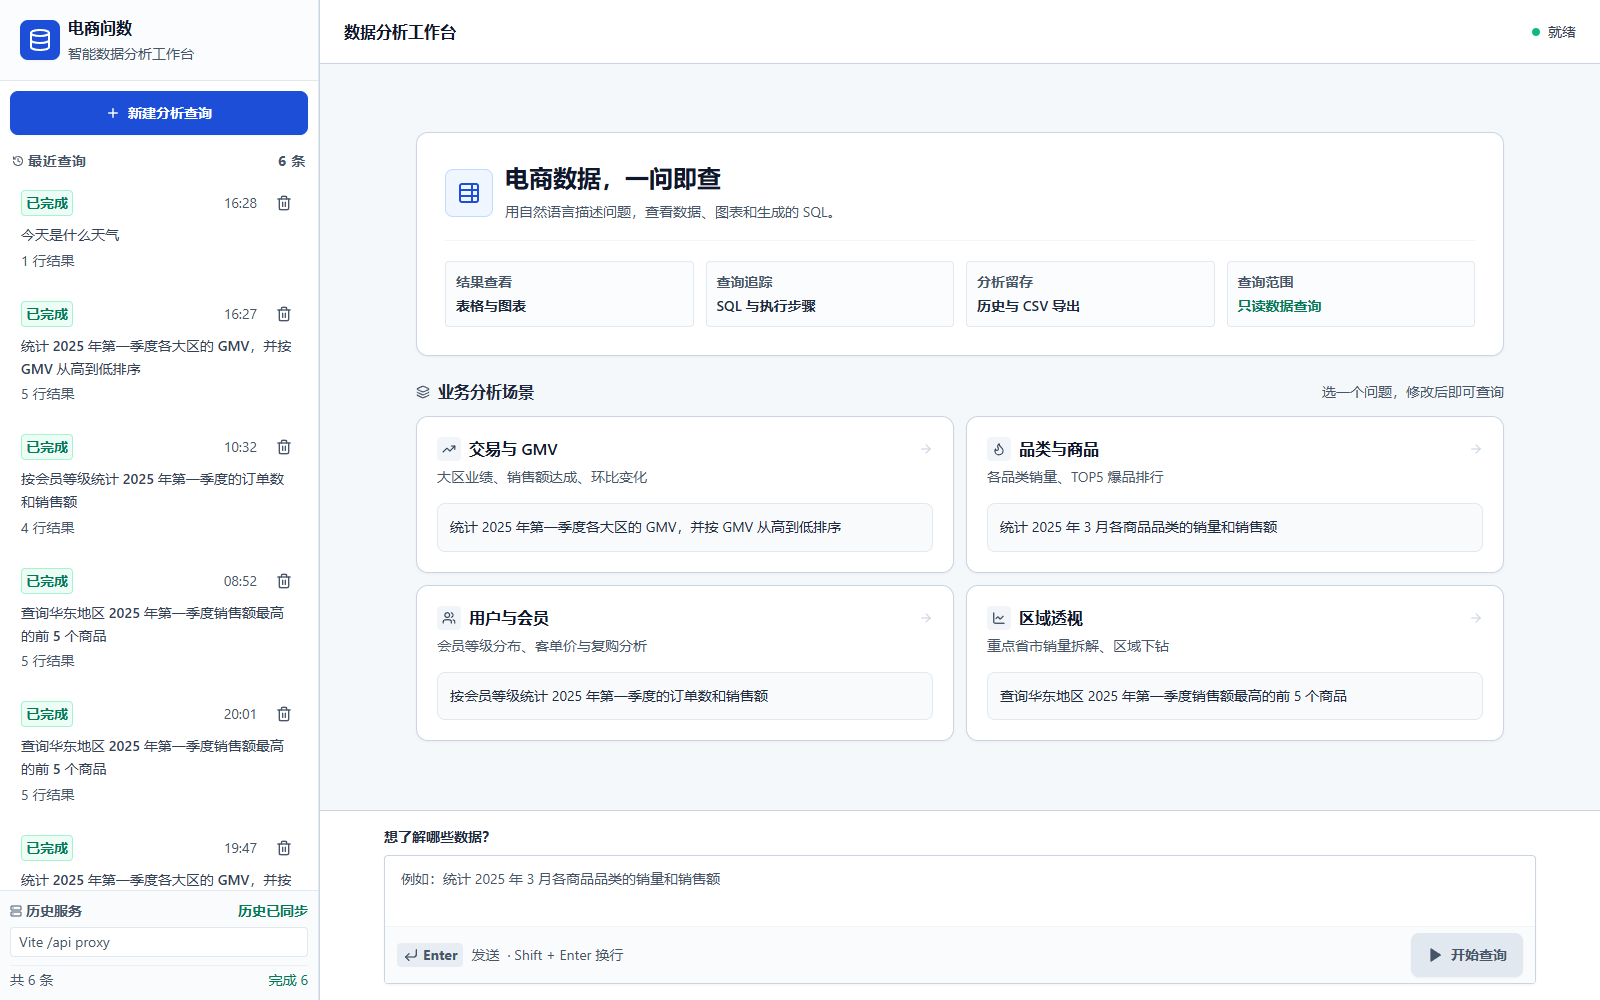 电商问数
智能数据分析工作台
新建分析查询
最近查询
6 条
已完成
16:28
今天是什么天气
1 行结果
已完成
16:27
统计 2025 年第一季度各大区的 GMV，并按
GMV 从高到低排序
5 行结果
已完成
10:32
按会员等级统计 2025 年第一季度的订单数
和销售额
4 行结果
已完成
08:52
查询华东地区 2025 年第一季度销售额最高
的前 5 个商品
5 行结果
已完成
20:01
查询华东地区 2025 年第一季度销售额最高
的前 5 个商品
5 行结果
已完成
19:47
统计 2025 年第一季度各大区的 GMV，并按
历史服务
历史已同步
Vite /api proxy
共 6 条
完成 6
数据分析工作台
就绪
电商数据，一问即查
用自然语言描述问题，查看数据、图表和生成的 SQL。
结果查看
表格与图表
查询追踪
SQL 与执行步骤
分析留存
历史与 CSV 导出
查询范围
只读数据查询
业务分析场景
选一个问题，修改后即可查询
交易与 GMV
大区业绩、销售额达成、环比变化
统计 2025 年第一季度各大区的 GMV，并按 GMV 从高到低排序
品类与商品
各品类销量、TOP5 爆品排行
统计 2025 年 3 月各商品品类的销量和销售额
用户与会员
会员等级分布、客单价与复购分析
按会员等级统计 2025 年第一季度的订单数和销售额
区域透视
重点省市销量拆解、区域下钻
查询华东地区 2025 年第一季度销售额最高的前 5 个商品
想了解哪些数据？
例如：统计 2025 年 3 月各商品品类的销量和销售额
Enter 发送 · Shift + Enter 换行
开始查询